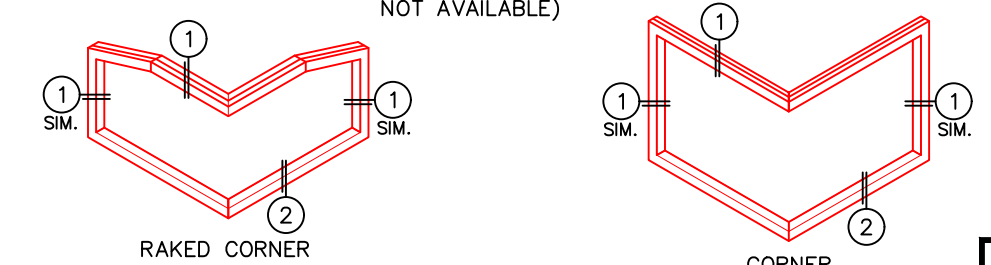 NOT AVAILABLE)
1
1
SIM.
1
SIM.
2
RAKED CORNER
1
1
SIM.
1
SIM.
2
CORNER